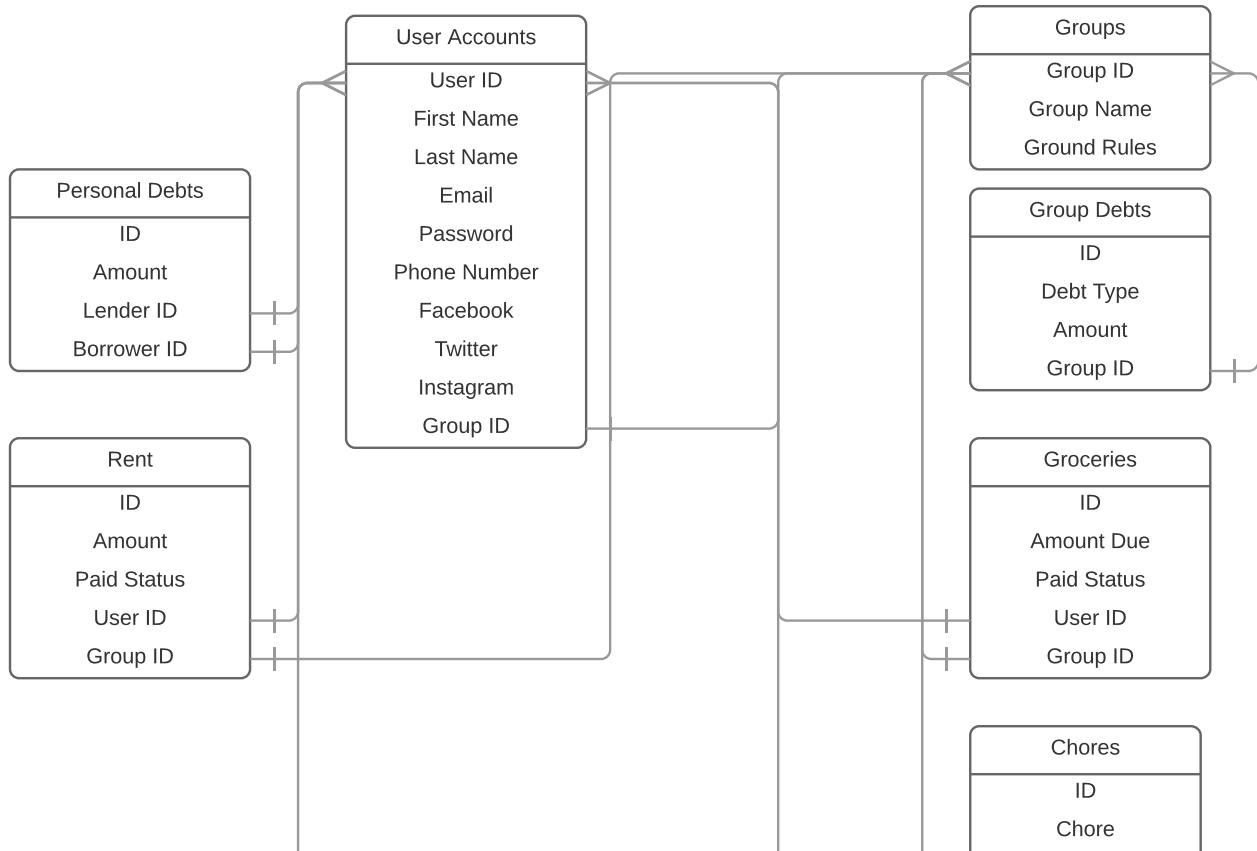 User Accounts
User ID
First Name
Last Name
Email
Password
Phone Number
Facebook
Twitter
Instagram
Group ID
Groups
Group ID
Group Name
Ground Rules
Personal Debts
ID
Amount
Lender ID
Borrower ID
Group Debts
ID
Debt Type
Amount
Group ID
Rent
ID
Amount
Paid Status
User ID
Group ID
Groceries
ID
Amount Due
Paid Status
User ID
Group ID
Chores
ID
Chore